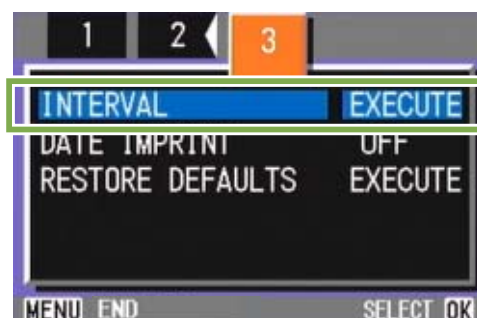 1 2 3
INTERVAL EXECUTE
DATE IMPRINT OFF
RESTORE DEFAULTS EXECUTE
MENU END SELECT OK